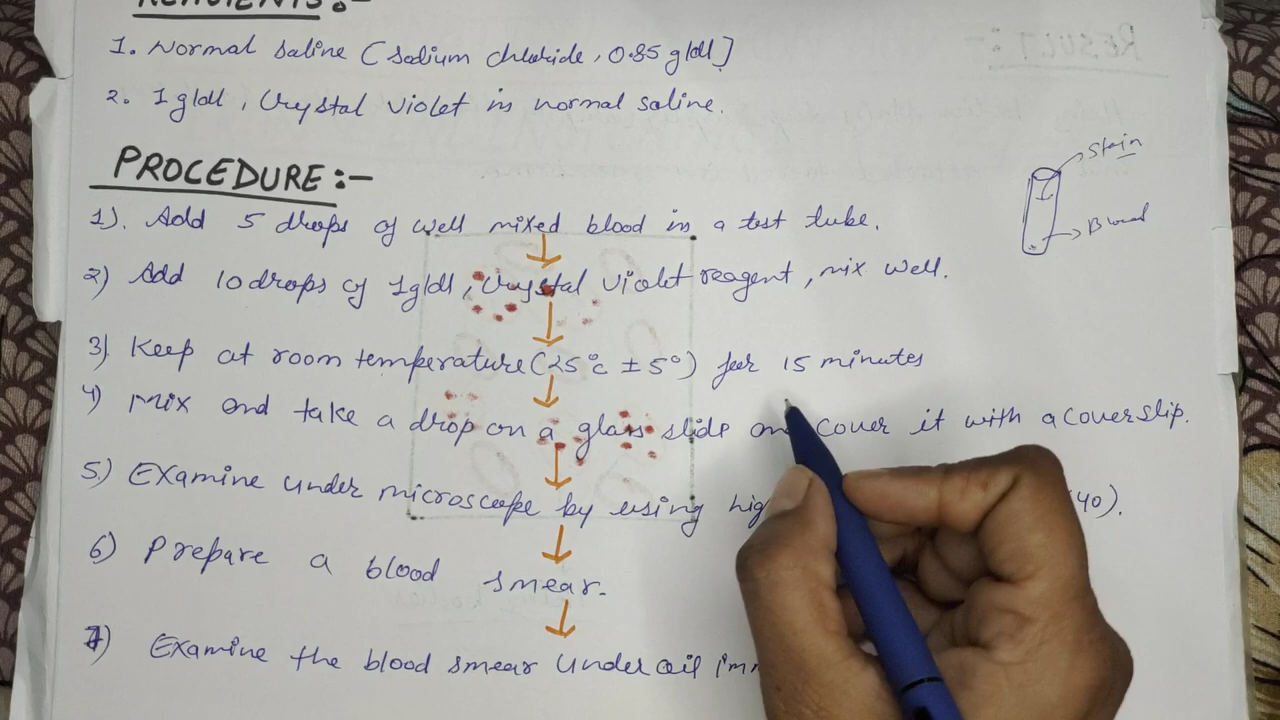 REAGENTS:-
1. Normal saline (Sodium chloride, 0.85 g/dl]
2. 1g/dl, Crystal Violet in normal saline.
PROCEDURE:-
1). Add 5 drops of well mixed blood in a test tube.
2) Add 10 drops of 1g/dl, Crystal Violet reagent, mix well.
3) Keep at room temperature (25°c ± 5°) for 15 minutes
4) Mix and take a drop on a glass slide and cover it with a coverslip.
5.) Examine under microscope by using hig 40).
6) Prepare a blood smear.
7) Examine the blood smear under oil imm
Stain
Blood
RESULT:-